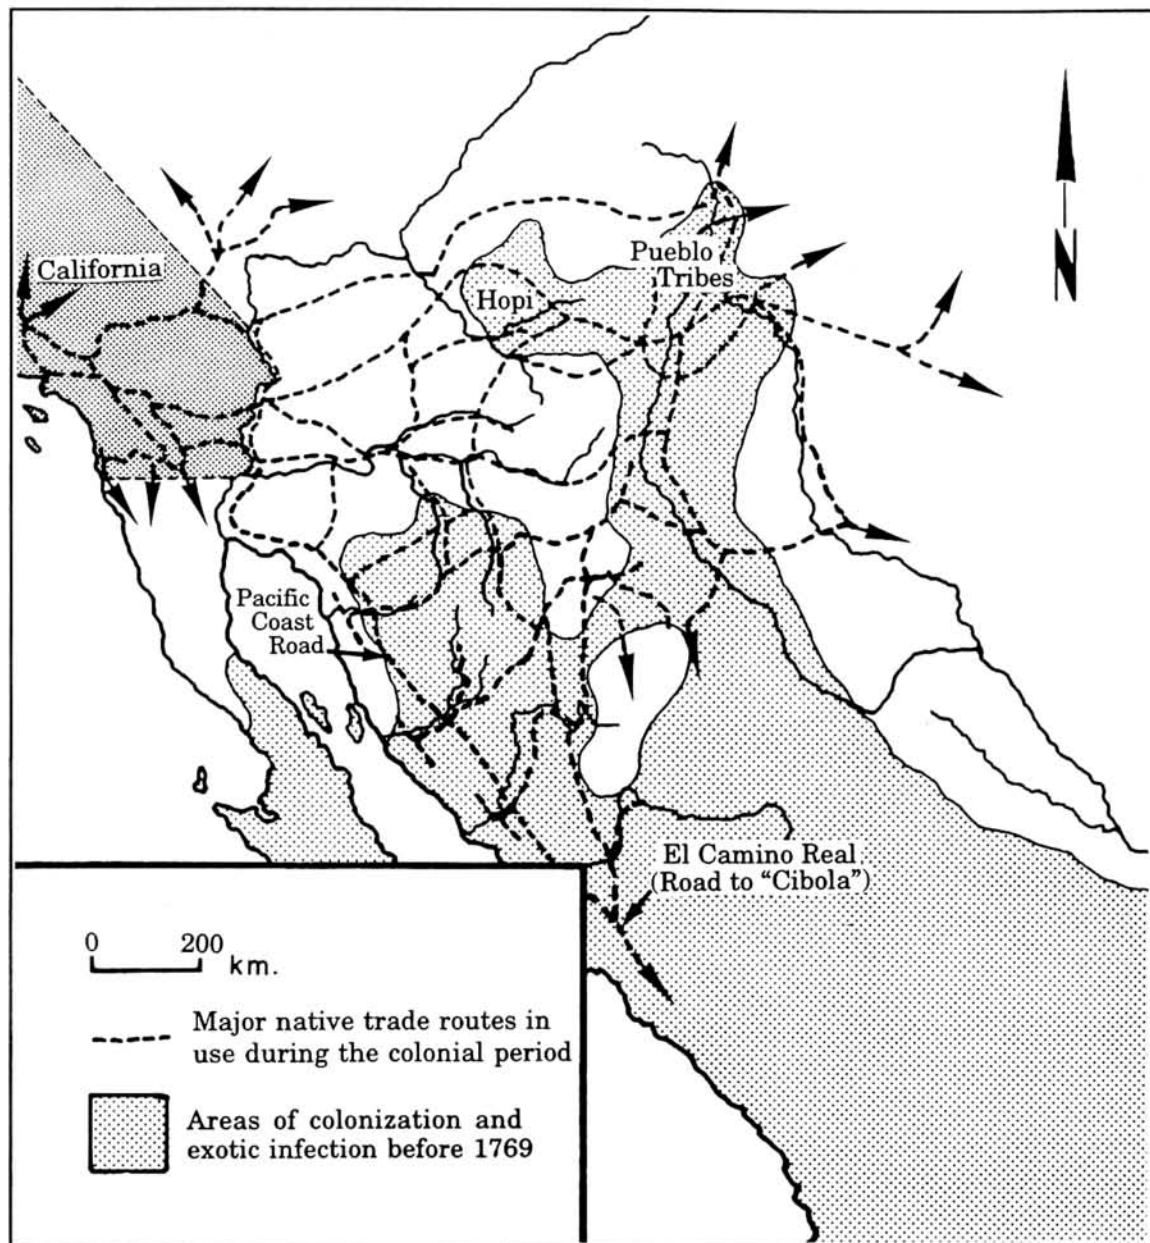 California
Hopi
Pueblo
Tribes
N
Pacific
Coast
Road
El Camino Real
(Road to “Cibola”)
0 200
km.
Major native trade routes in
use during the colonial period
Areas of colonization and
exotic infection before 1769